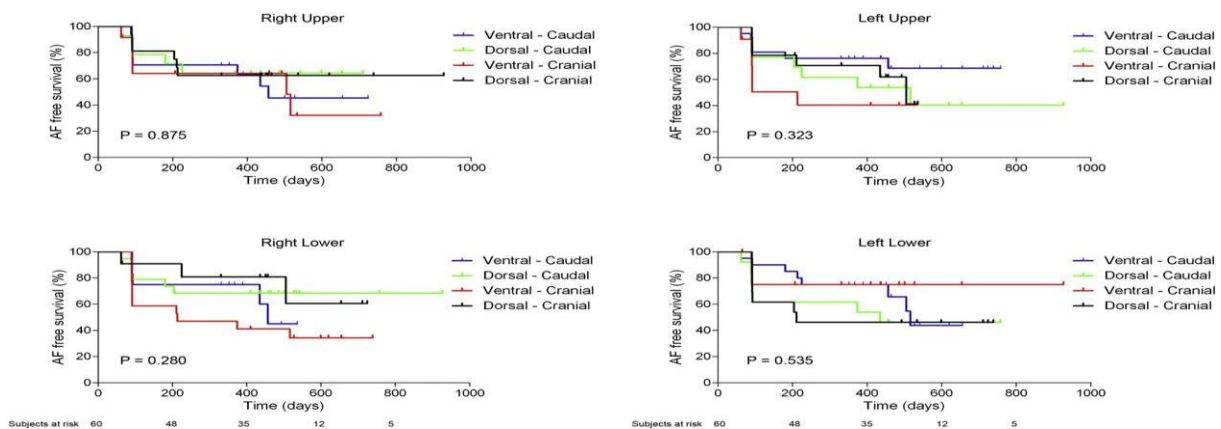 Right Upper
AF free survival (%)
100
80
60
40
20
0
P = 0.875
0 200 400 600 800 1000
Time (days)
Ventral - Caudal
Dorsal - Caudal
Ventral - Cranial
Dorsal - Cranial
Left Upper
AF free survival (%)
100
80
60
40
20
0
P = 0.323
0 200 400 600 800 1000
Time (days)
Ventral - Caudal
Dorsal - Caudal
Ventral - Cranial
Dorsal - Cranial
Right Lower
AF free survival (%)
100
80
60
40
20
0
P = 0.280
0 200 400 600 800 1000
Time (days)
Ventral - Caudal
Dorsal - Caudal
Ventral - Cranial
Dorsal - Cranial
Subjects at risk 60 48 35 12 5
Left Lower
AF free survival (%)
100
80
60
40
20
0
P = 0.535
0 200 400 600 800 1000
Time (days)
Ventral - Caudal
Dorsal - Caudal
Ventral - Cranial
Dorsal - Cranial
Subjects at risk 60 48 35 12 5